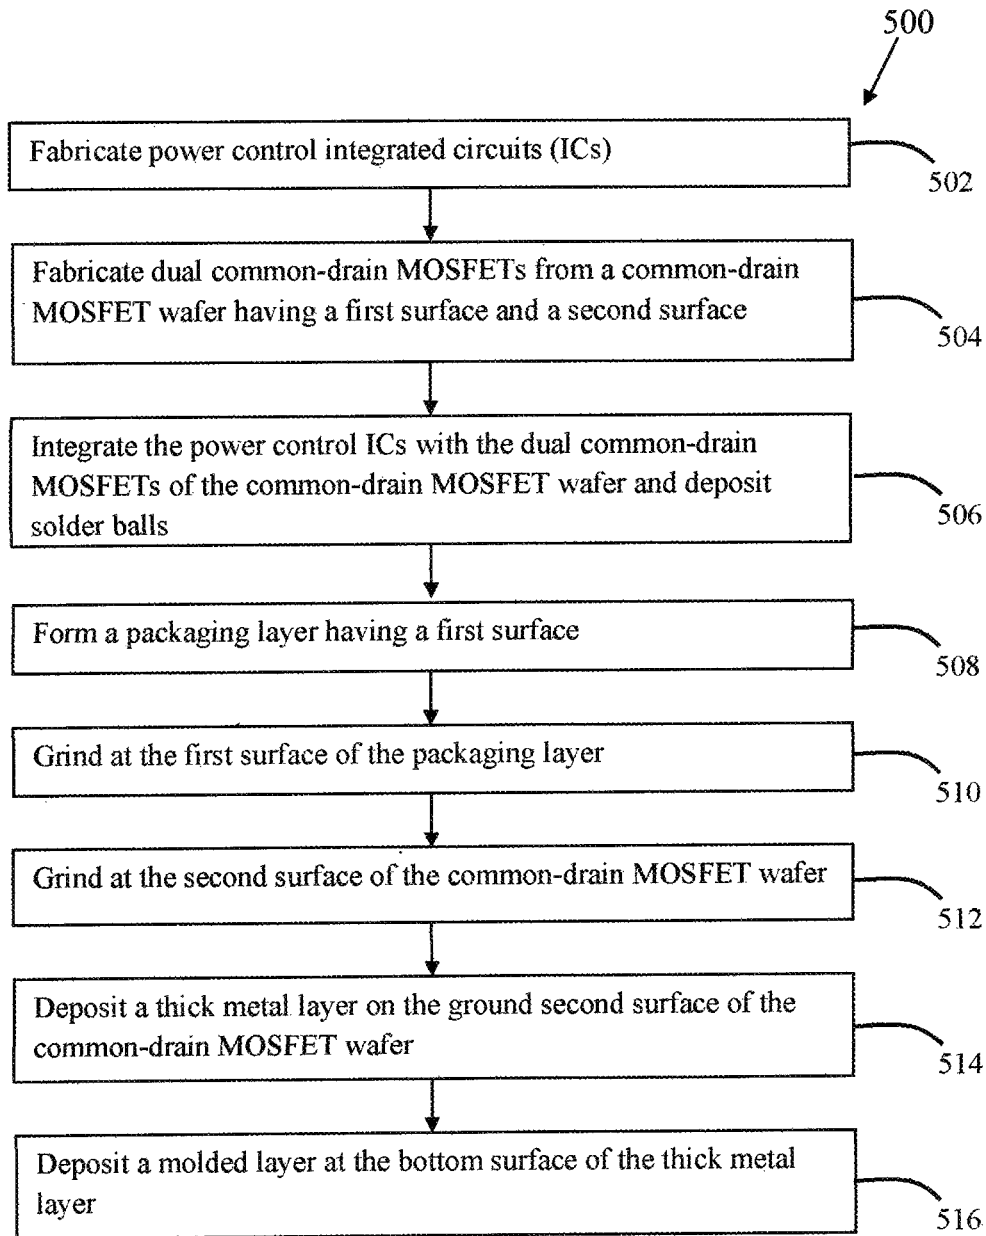 500
Fabricate power control integrated circuits (ICs)
502
Fabricate dual common-drain MOSFETs from a common-drain
MOSFET wafer having a first surface and a second surface
504
Integrate the power control ICs with the dual common-drain
MOSFETs of the common-drain MOSFET wafer and deposit
solder balls
506
Form a packaging layer having a first surface
508
Grind at the first surface of the packaging layer
510
Grind at the second surface of the common-drain MOSFET wafer
512
Deposit a thick metal layer on the ground second surface of the
common-drain MOSFET wafer
514
Deposit a molded layer at the bottom surface of the thick metal
layer
516